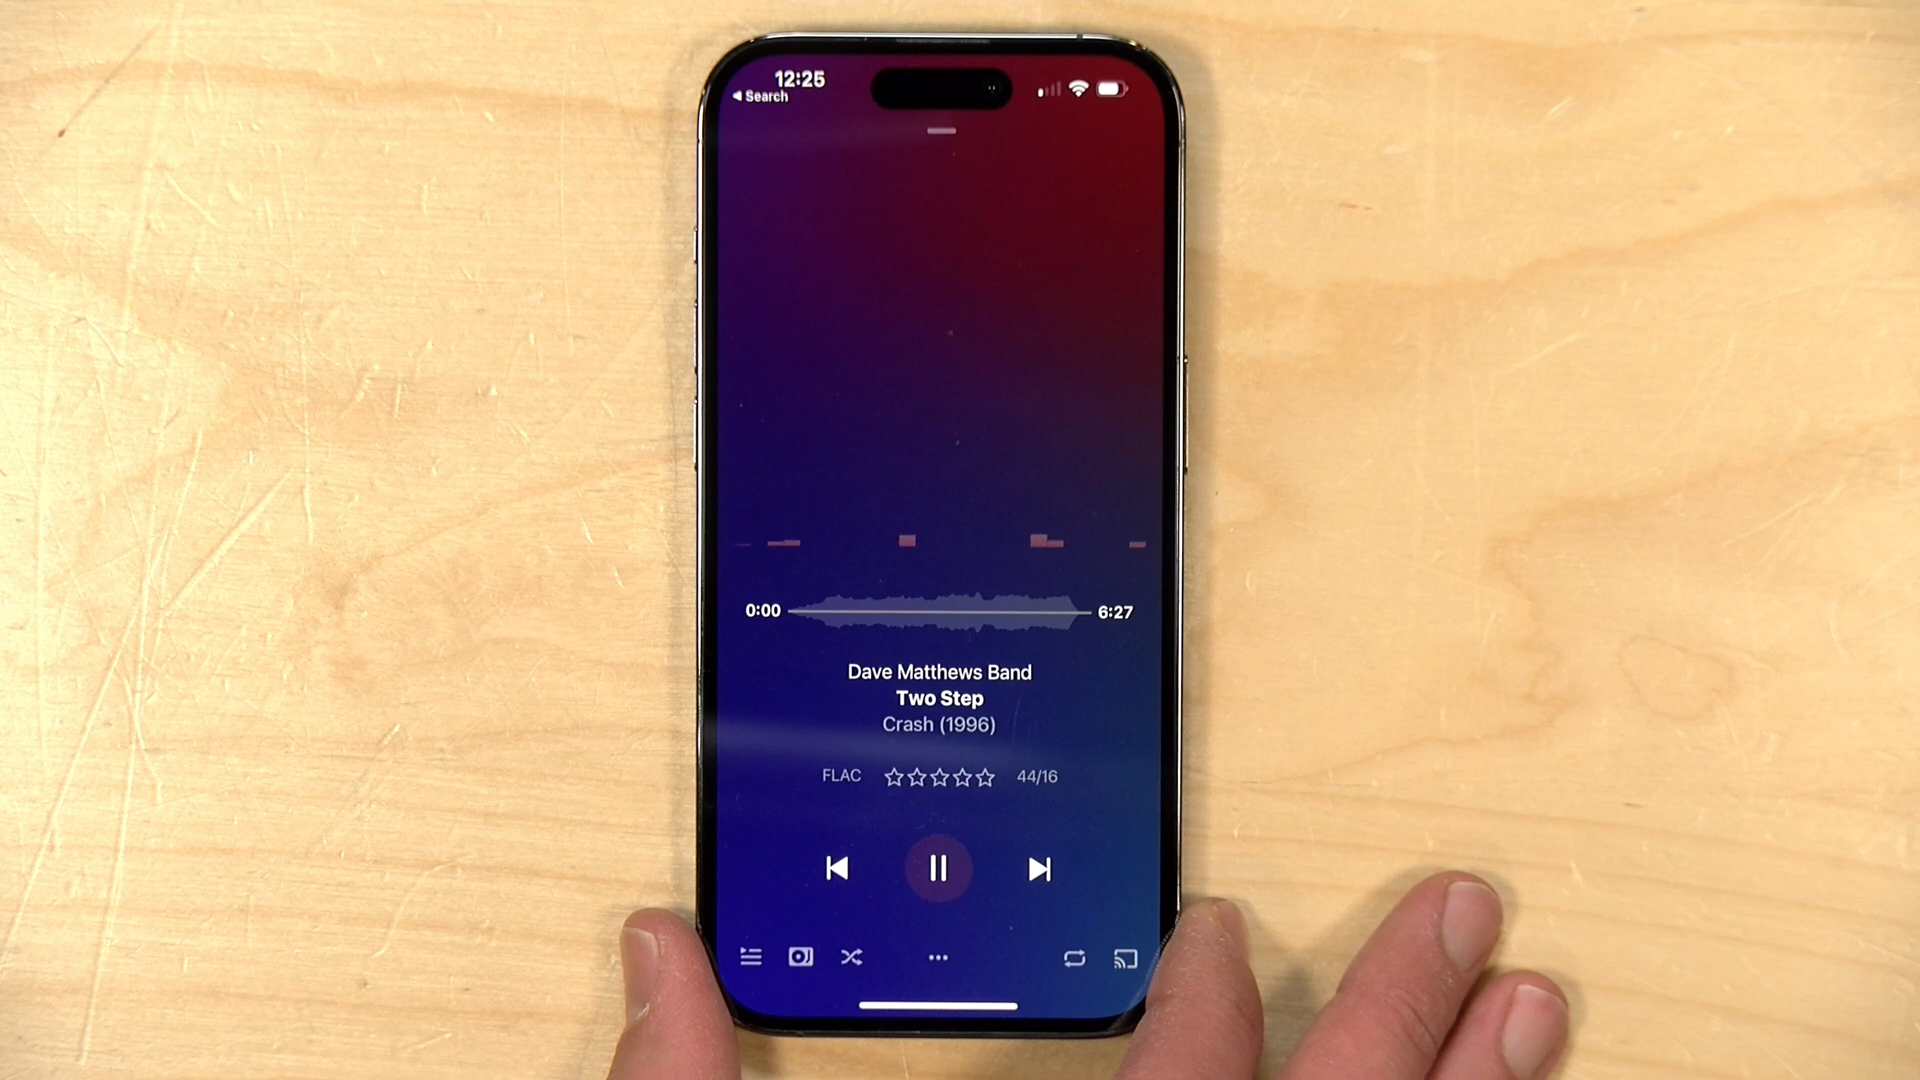 12:25
Search
0:00
6:27
Dave Matthews Band
Two Step
Crash (1996)
FLAC
44/16